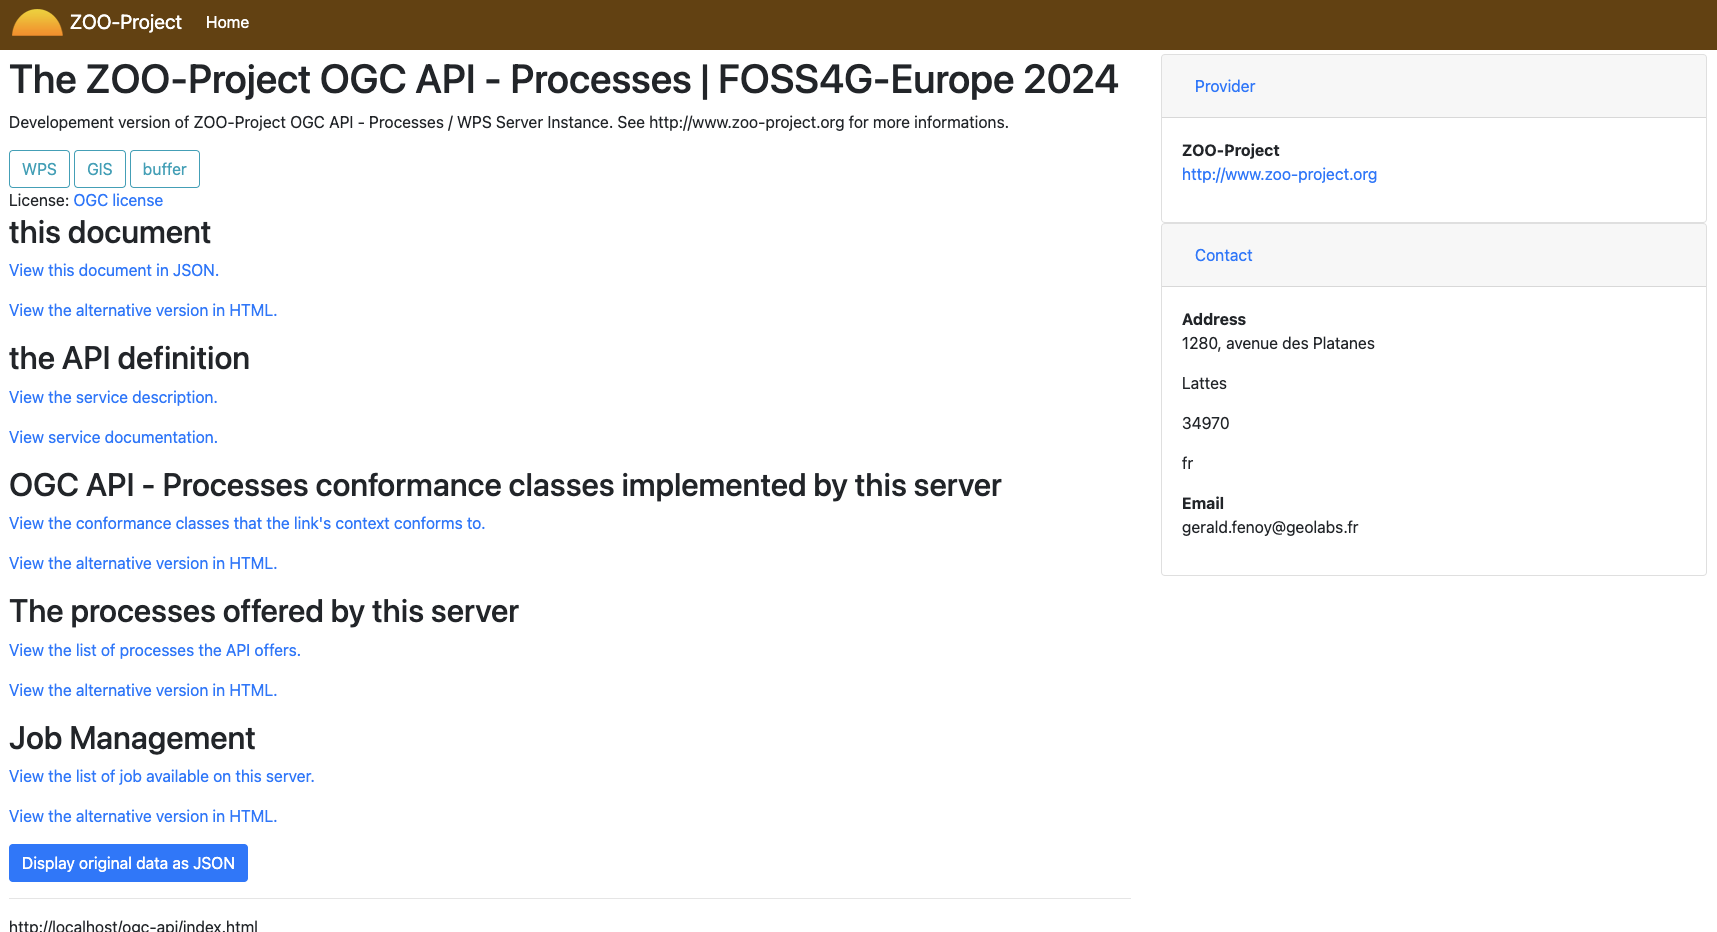 ZOO-Project Home
The ZOO-Project OGC API - Processes | FOSS4G-Europe 2024
Developement version of ZOO-Project OGC API - Processes / WPS Server Instance. See http://www.zoo-project.org for more informations.
WPS GIS buffer
License: OGC license
this document
View this document in JSON.
View the alternative version in HTML.
the API definition
View the service description.
View service documentation.
OGC API - Processes conformance classes implemented by this server
View the conformance classes that the link's context conforms to.
View the alternative version in HTML.
The processes offered by this server
View the list of processes the API offers.
View the alternative version in HTML.
Job Management
View the list of job available on this server.
View the alternative version in HTML.
Display original data as JSON
http://localhost/ogc-api/index.html
Provider
ZOO-Project
http://www.zoo-project.org
Contact
Address
1280, avenue des Platanes
Lattes
34970
fr
Email
gerald.fenoy@geolabs.fr